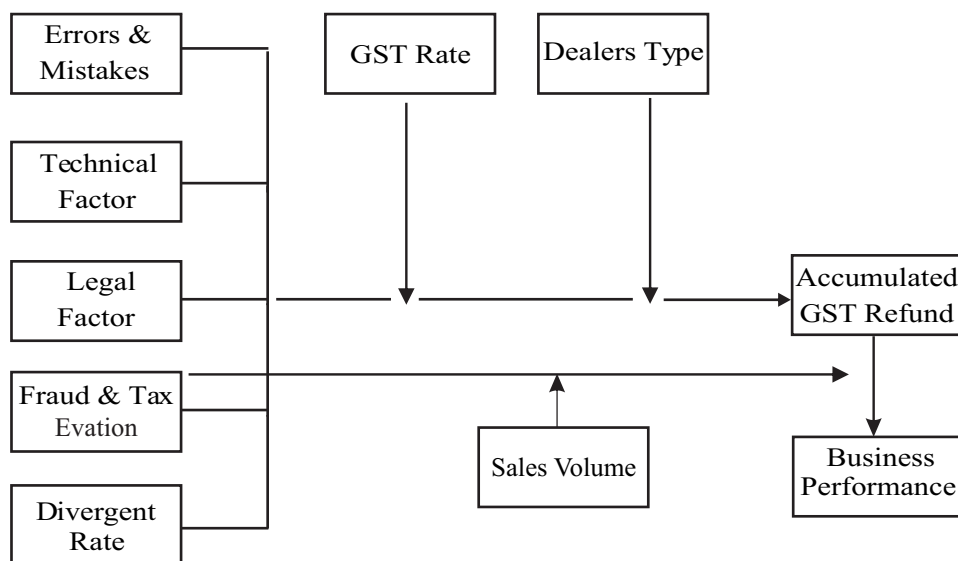 Errors &
Mistakes
GST Rate
Dealers Type
Technical
Factor
Legal
Factor
Accumulated
GST Refund
Fraud & Tax
Evation
Sales Volume
Business
Performance
Divergent
Rate